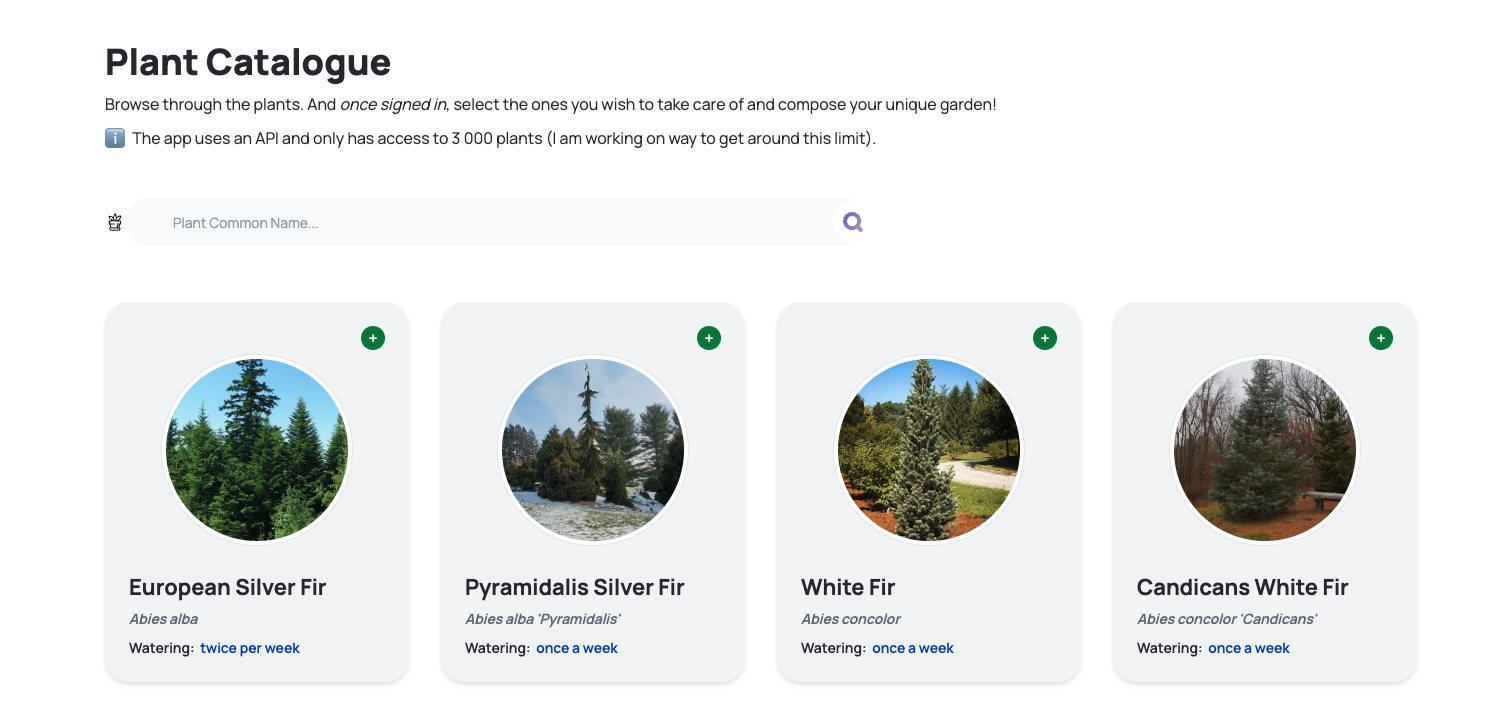 Plant Catalogue
Browse through the plants. And once signed in, select the ones you wish to take care of and compose your unique garden!
ℹ️ The app uses an API and only has access to 3 000 plants (I am working on way to get around this limit).
Plant Common Name...
+ + + +
European Silver Fir
Abies alba
Watering: twice per week
Pyramidalis Silver Fir
Abies alba 'Pyramidalis'
Watering: once a week
White Fir
Abies concolor
Watering: once a week
Candicans White Fir
Abies concolor 'Candicans'
Watering: once a week